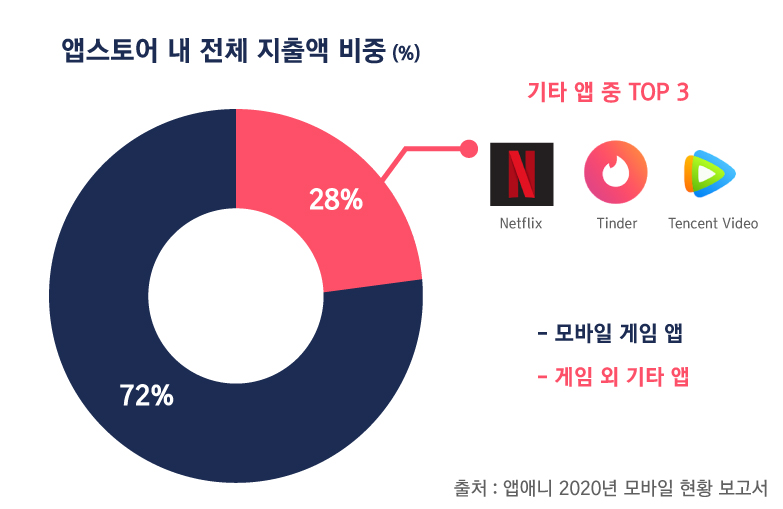 앱스토어 내 전체 지출액 비중 (%)
기타 앱 중 TOP 3
28%
Netflix
Tinder
Tencent Video
- 모바일 게임 앱
- 게임 외 기타 앱
72%
출처 : 앱애니 2020년 모바일 현황 보고서